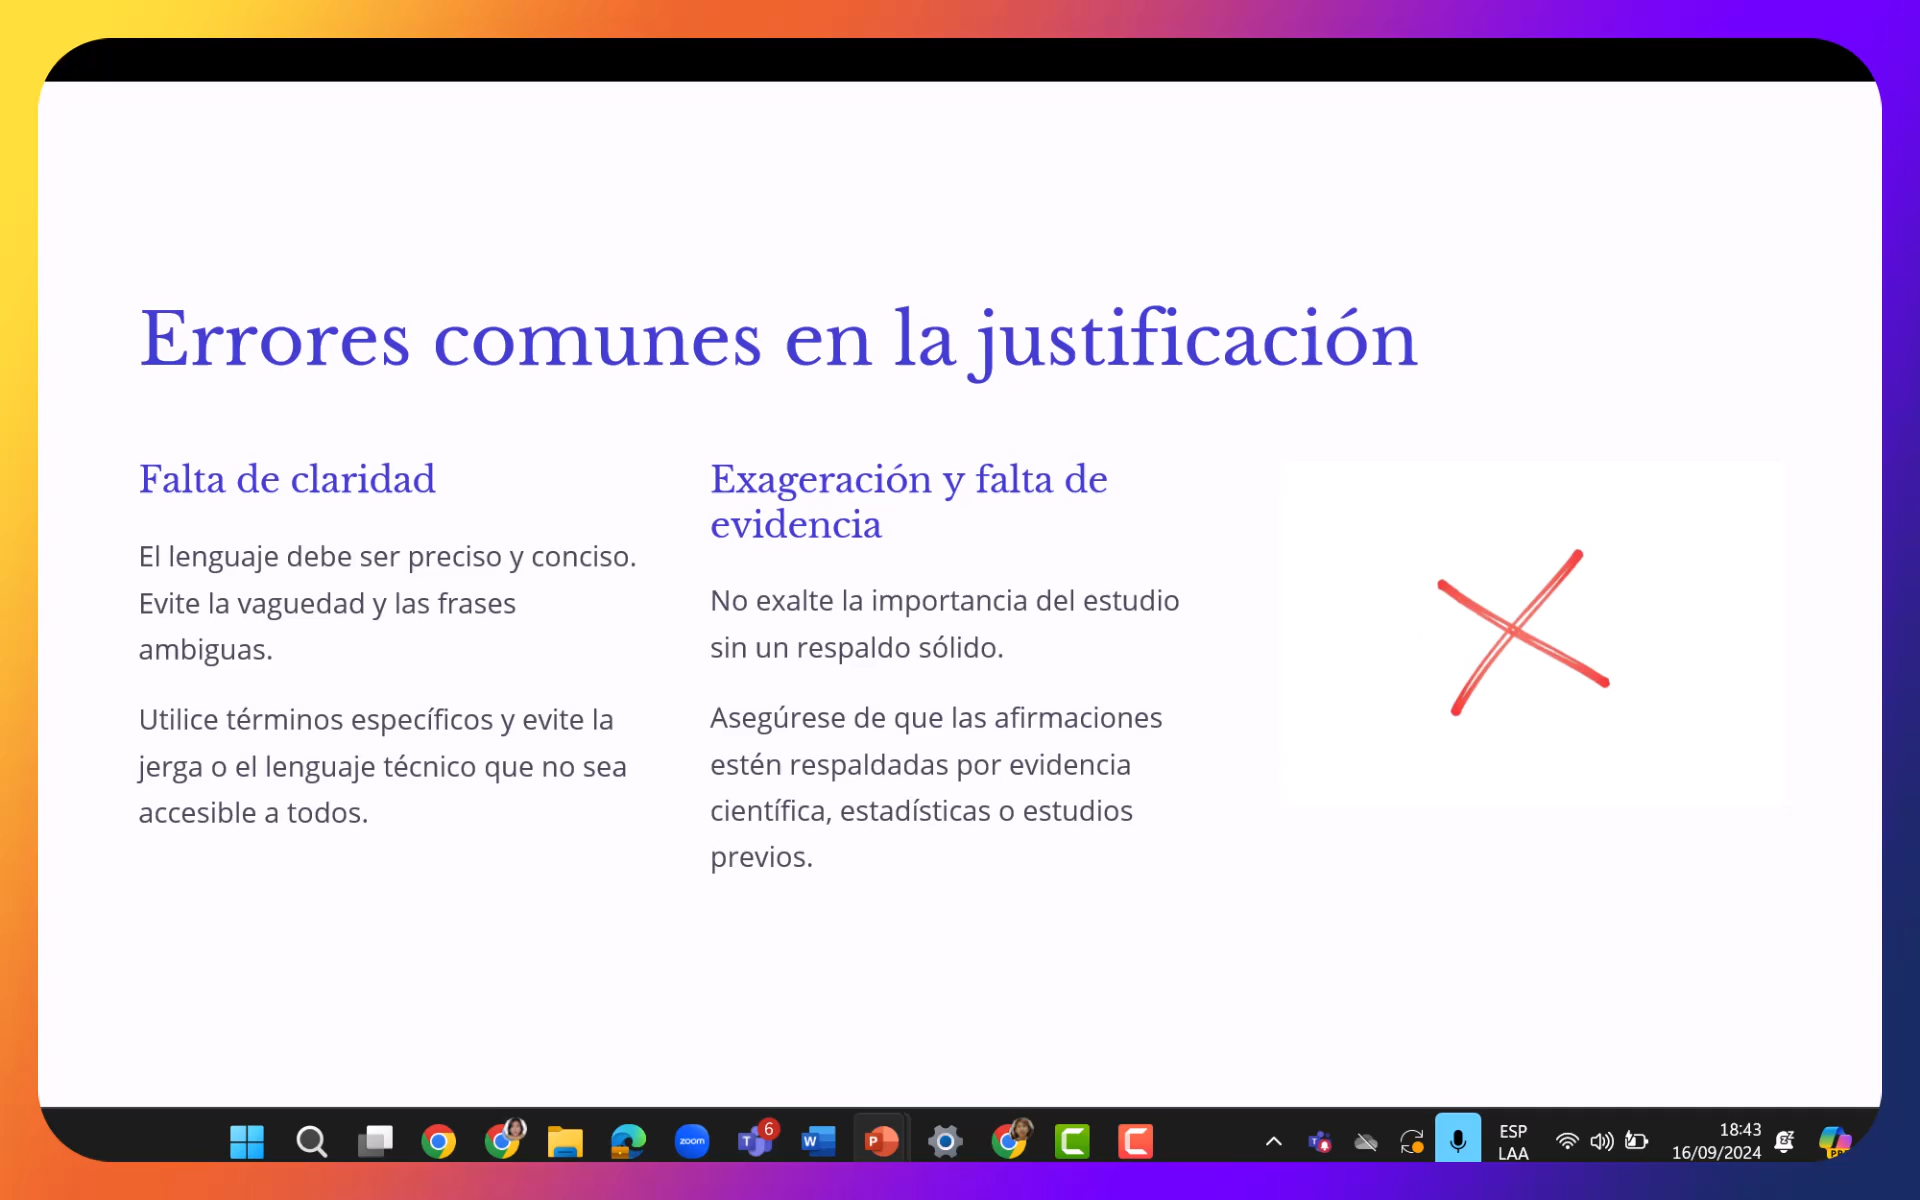 Errores comunes en la justificación
Falta de claridad
El lenguaje debe ser preciso y conciso.
Evite la vaguedad y las frases
ambiguas.
Utilice términos específicos y evite la
jerga o el lenguaje técnico que no sea
accesible a todos.
Exageración y falta de
evidencia
No exalte la importancia del estudio
sin un respaldo sólido.
Asegúrese de que las afirmaciones
estén respaldadas por evidencia
científica, estadísticas o estudios
previos.
zoom
T
6
W
P
ESP
LAA
18:43
16/09/2024
PRE